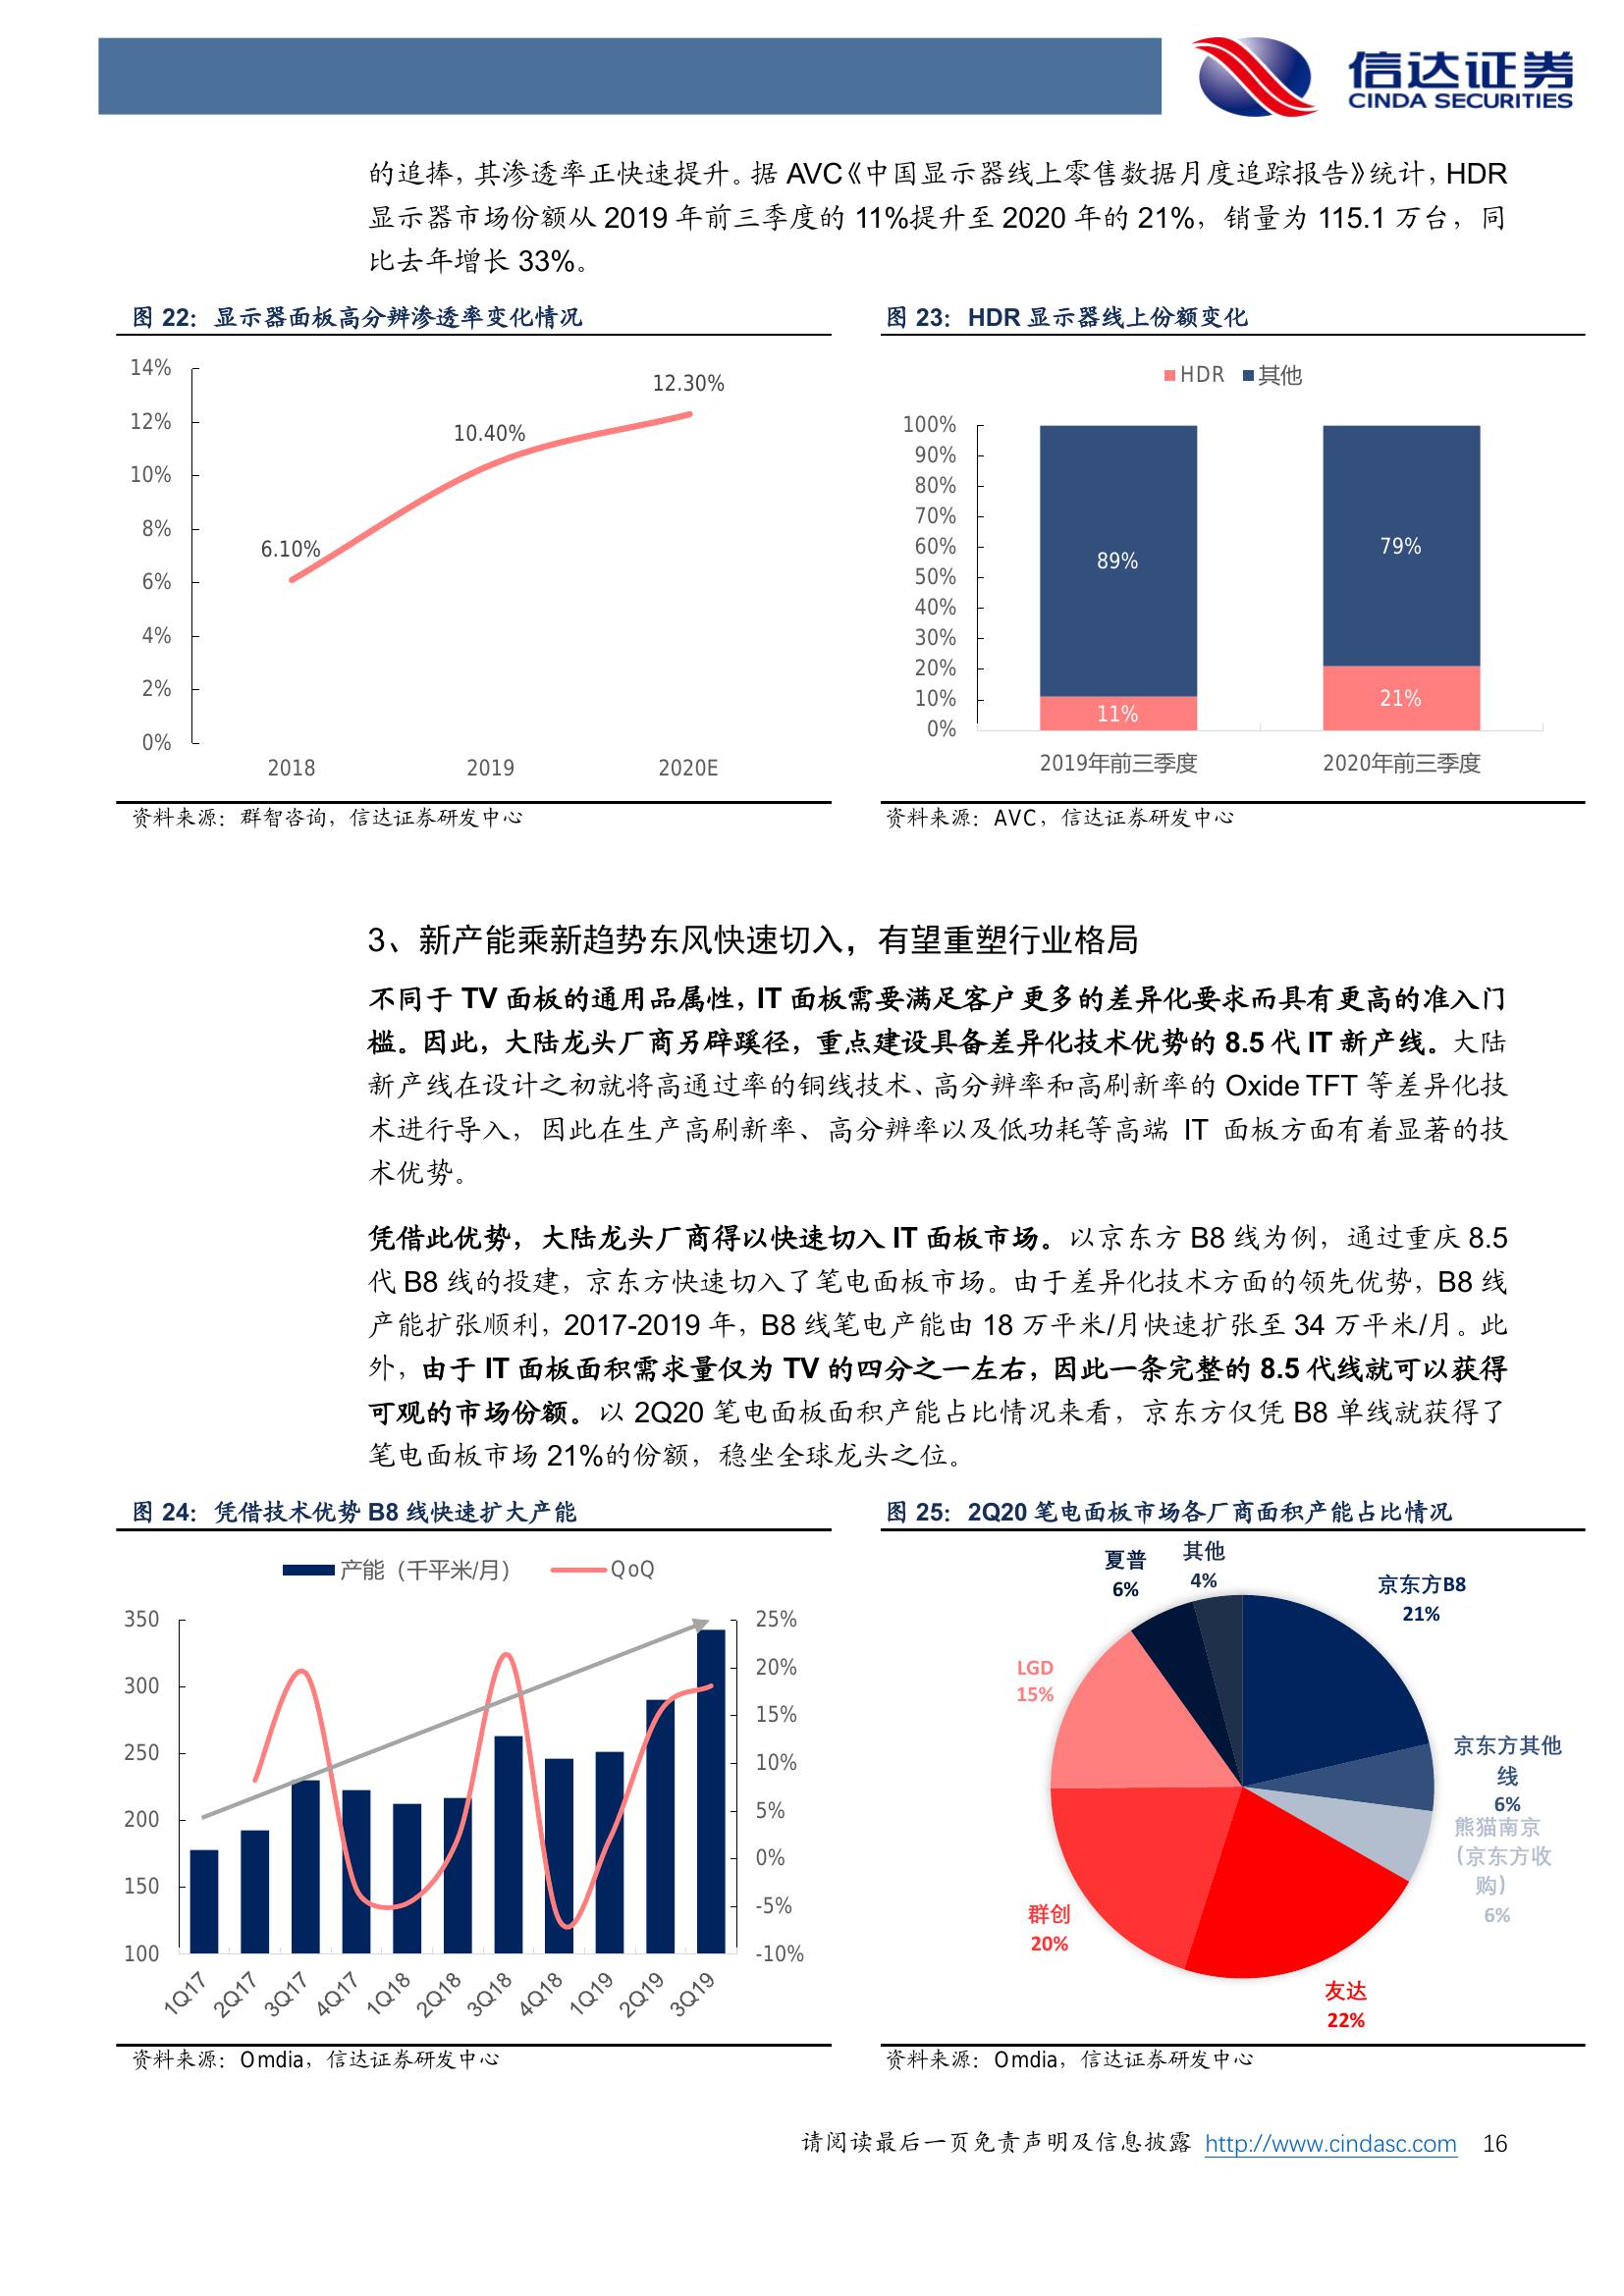 信达证券
CINDA SECURITIES
的追捧，其渗透率正快速提升。据 AVC《中国显示器线上零售数据月度追踪报告》统计，HDR
显示器市场份额从 2019 年前三季度的 11%提升至 2020 年的 21%，销量为 115.1 万台，同
比去年增长 33%。
图 22：显示器面板高分辨渗透率变化情况
14%
12%
10%
8%
6%
4%
2%
0%
6.10%
10.40%
12.30%
2018 2019 2020E
资料来源：群智咨询，信达证券研发中心
图 23：HDR 显示器线上份额变化
HDR 其他
100%
90%
80%
70%
60%
50%
40%
30%
20%
10%
0%
89%
11%
79%
21%
2019年前三季度 2020年前三季度
资料来源：AVC，信达证券研发中心
3、新产能乘新趋势东风快速切入，有望重塑行业格局
不同于 TV 面板的通用品属性，IT 面板需要满足客户更多的差异化要求而具有更高的准入门
槛。因此，大陆龙头厂商另辟蹊径，重点建设具备差异化技术优势的 8.5 代 IT 新产线。大陆
新产线在设计之初就将高通过率的铜线技术、高分辨率和高刷新率的 Oxide TFT 等差异化技
术进行导入，因此在生产高刷新率、高分辨率以及低功耗等高端 IT 面板方面有着显著的技
术优势。
凭借此优势，大陆龙头厂商得以快速切入 IT 面板市场。以京东方 B8 线为例，通过重庆 8.5
代 B8 线的投建，京东方快速切入了笔电面板市场。由于差异化技术方面的领先优势，B8 线
产能扩张顺利，2017-2019 年，B8 线笔电产能由 18 万平米/月快速扩张至 34 万平米/月。此
外，由于 IT 面板面积需求量仅为 TV 的四分之一左右，因此一条完整的 8.5 代线就可以获得
可观的市场份额。以 2Q20 笔电面板面积产能占比情况来看，京东方仅凭 B8 单线就获得了
笔电面板市场 21%的份额，稳坐全球龙头之位。
图 24：凭借技术优势 B8 线快速扩大产能
产能（千平米/月） QoQ
350
300
250
200
150
100
25%
20%
15%
10%
5%
0%
-5%
-10%
1Q17 2Q17 3Q17 4Q17 1Q18 2Q18 3Q18 4Q18 1Q19 2Q19 3Q19
资料来源：Omdia，信达证券研发中心
图 25：2Q20 笔电面板市场各厂商面积产能占比情况
京东方B8
21%
京东方其他
线
6%
熊猫南京
（京东方收
购）
6%
友达
22%
群创
20%
LGD
15%
夏普
6%
其他
4%
资料来源：Omdia，信达证券研发中心
请阅读最后一页免责声明及信息披露 http://www.cindasc.com 16